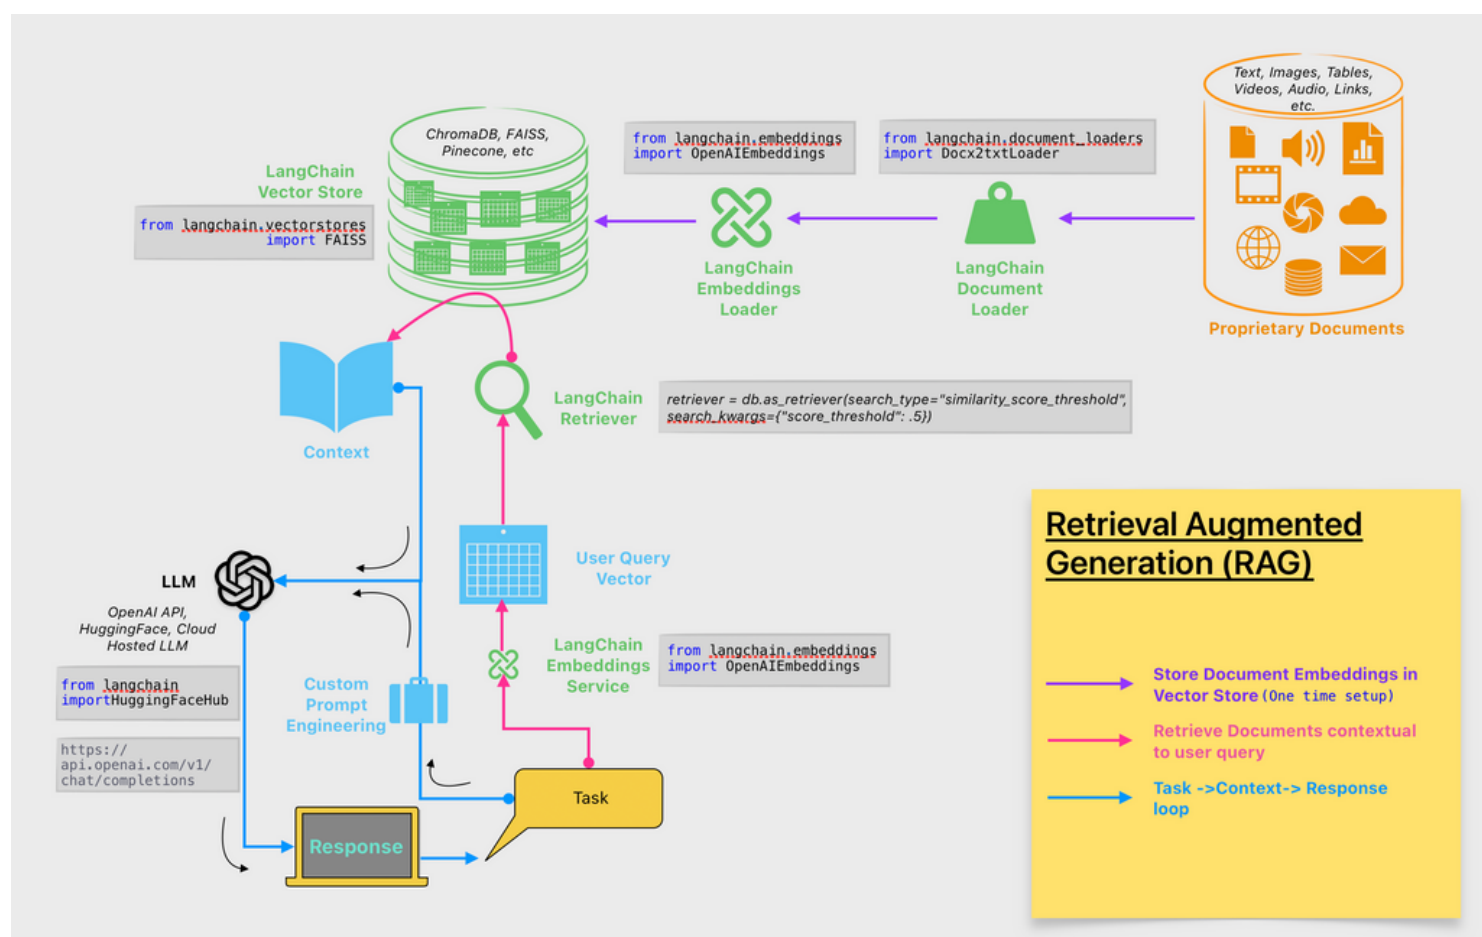 Text, Images, Tables,
Videos, Audio, Links,
etc.
Proprietary Documents
from langchain.document_loaders
import Docx2txtLoader
LangChain
Document
Loader
from langchain.embeddings
import OpenAIEmbeddings
LangChain
Embeddings
Loader
ChromaDB, FAISS,
Pinecone, etc
LangChain
Vector Store
from langchain.vectorstores
import FAISS
Context
LangChain
Retriever
retriever = db.as_retriever(search_type="similarity_score_threshold",
search_kwargs={"score_threshold": .5})
User Query
Vector
LangChain
Embeddings
Service
from langchain.embeddings
import OpenAIEmbeddings
LLM
OpenAI API,
HuggingFace, Cloud
Hosted LLM
from langchain
importHuggingFaceHub
https://
api.openai.com/v1/
chat/completions
Custom
Prompt
Engineering
Task
Response
Retrieval Augmented
Generation (RAG)
Store Document Embeddings in
Vector Store (One time setup)
Retrieve Documents contextual
to user query
Task ->Context-> Response
loop